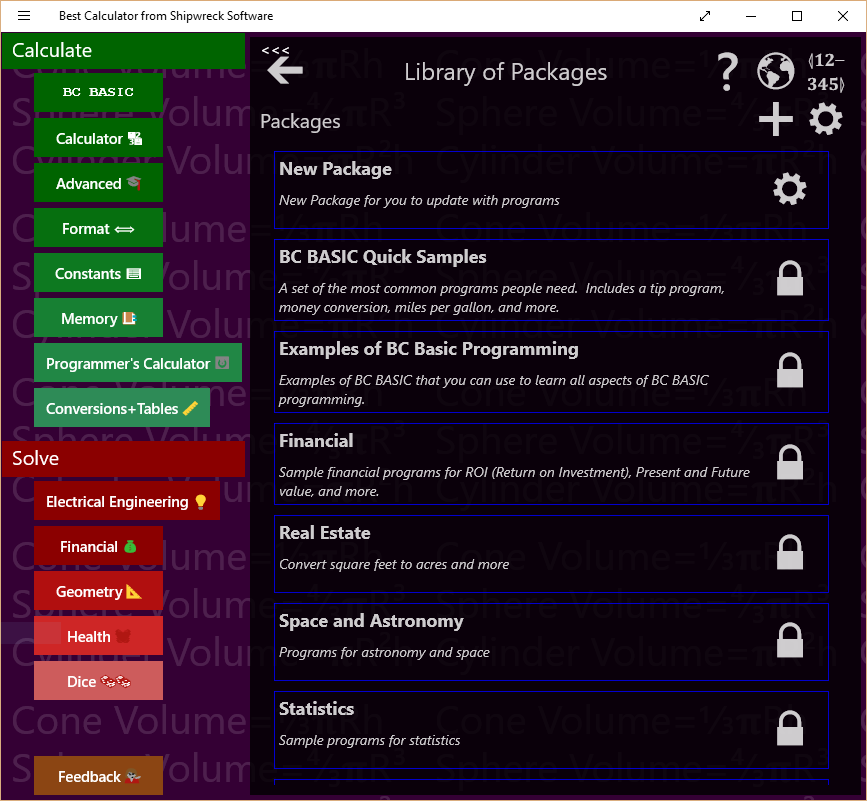 Best Calculator from Shipwreck Software
Calculate
BC BASIC
Calculator
Advanced
Format
Constants
Memory
Programmer's Calculator
Conversions+Tables
Solve
Electrical Engineering
Financial
Geometry
Health
Dice
Feedback
<<<
Library of Packages
?
(12–
345)
Packages
New Package
New Package for you to update with programs
BC BASIC Quick Samples
A set of the most common programs people need.  Includes a tip program,
money conversion, miles per gallon, and more.
Examples of BC Basic Programming
Examples of BC BASIC that you can use to learn all aspects of BC BASIC
programming.
Financial
Sample financial programs for ROI (Return on Investment), Present and Future
value, and more.
Real Estate
Convert square feet to acres and more
Space and Astronomy
Programs for astronomy and space
Statistics
Sample programs for statistics